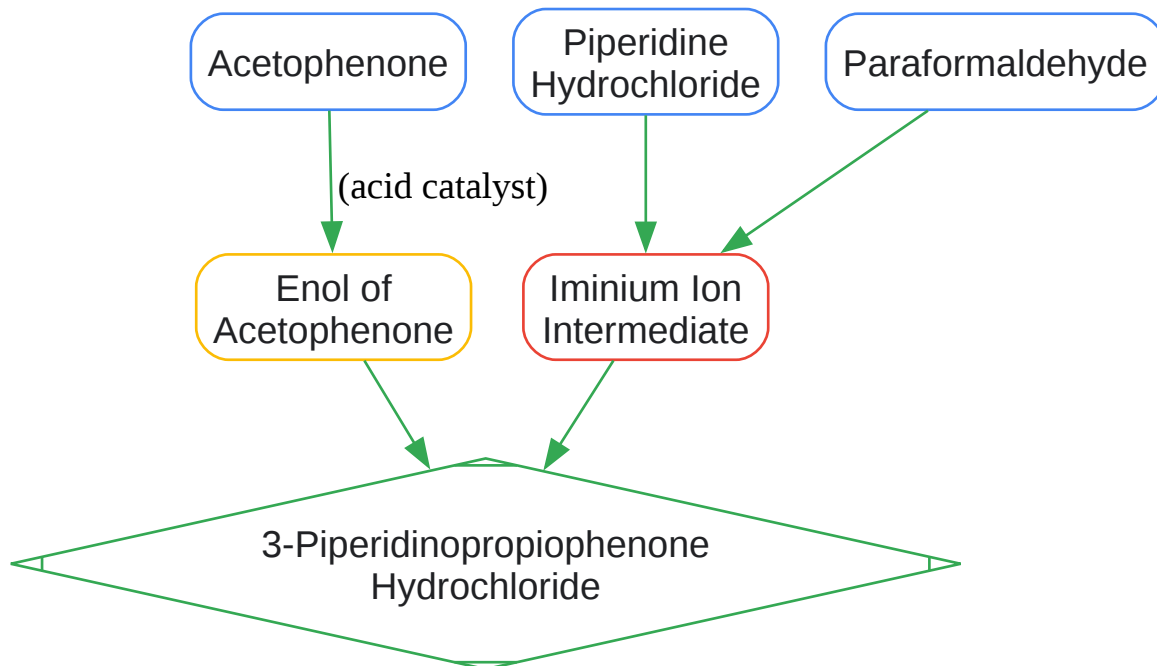 Acetophenone
Piperidine
Hydrochloride
Paraformaldehyde
(acid catalyst)
Enol of
Acetophenone
Iminium Ion
Intermediate
3-Piperidinopropiophenone
Hydrochloride